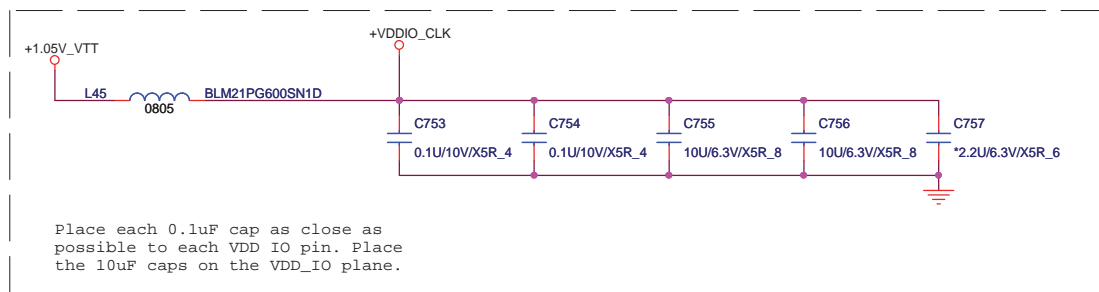 +1.05V_VTT
+VDDIO_CLK
L45
BLM21PG600SN1D
0805
C753
C754
C755
C756
C757
0.1U/10V/X5R_4
0.1U/10V/X5R_4
10U/6.3V/X5R_8
10U/6.3V/X5R_8
*2.2U/6.3V/X5R_6
Place each 0.1uF cap as close as
possible to each VDD IO pin. Place
the 10uF caps on the VDD_IO plane.